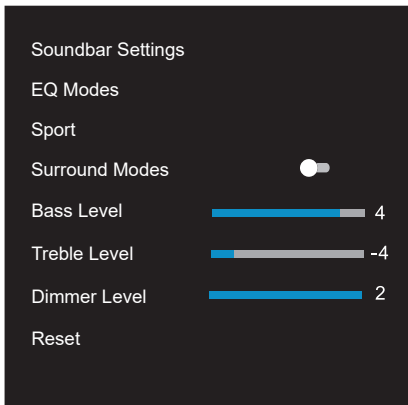 Soundbar Settings
EQ Modes
Sport
Surround Modes
Bass Level 4
Treble Level -4
Dimmer Level 2
Reset